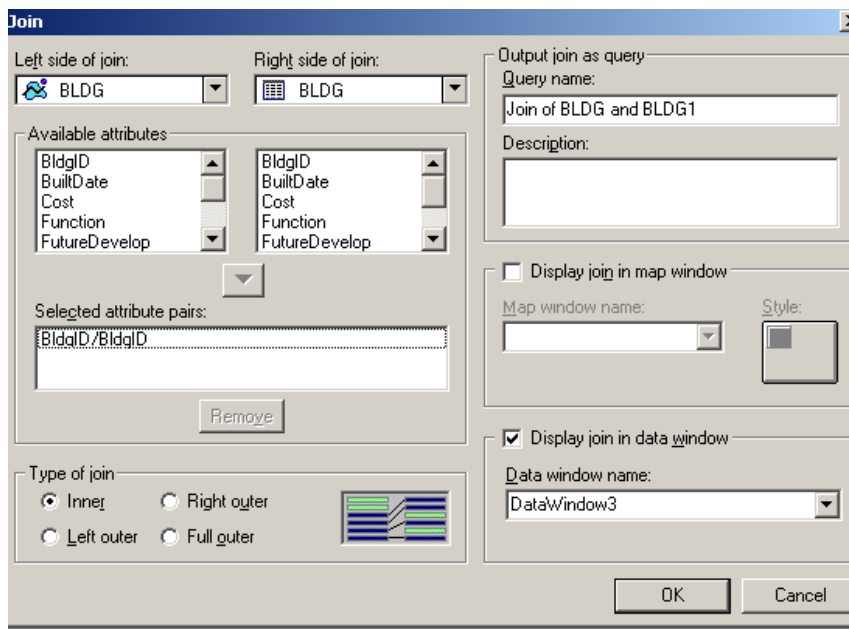 Join
Left side of join:
BLDG
Right side of join:
BLDG
Available attributes
BldgID
BuiltDate
Cost
Function
FutureDevelop
BldgID
BuiltDate
Cost
Function
FutureDevelop
Selected attribute pairs:
BldgID/BldgID
Remove
Type of join
Inner
Right outer
Left outer
Full outer
Output join as query
Query name:
Join of BLDG and BLDG1
Description:
Display join in map window
Map window name:
Style:
Display join in data window
Data window name:
DataWindow3
OK
Cancel